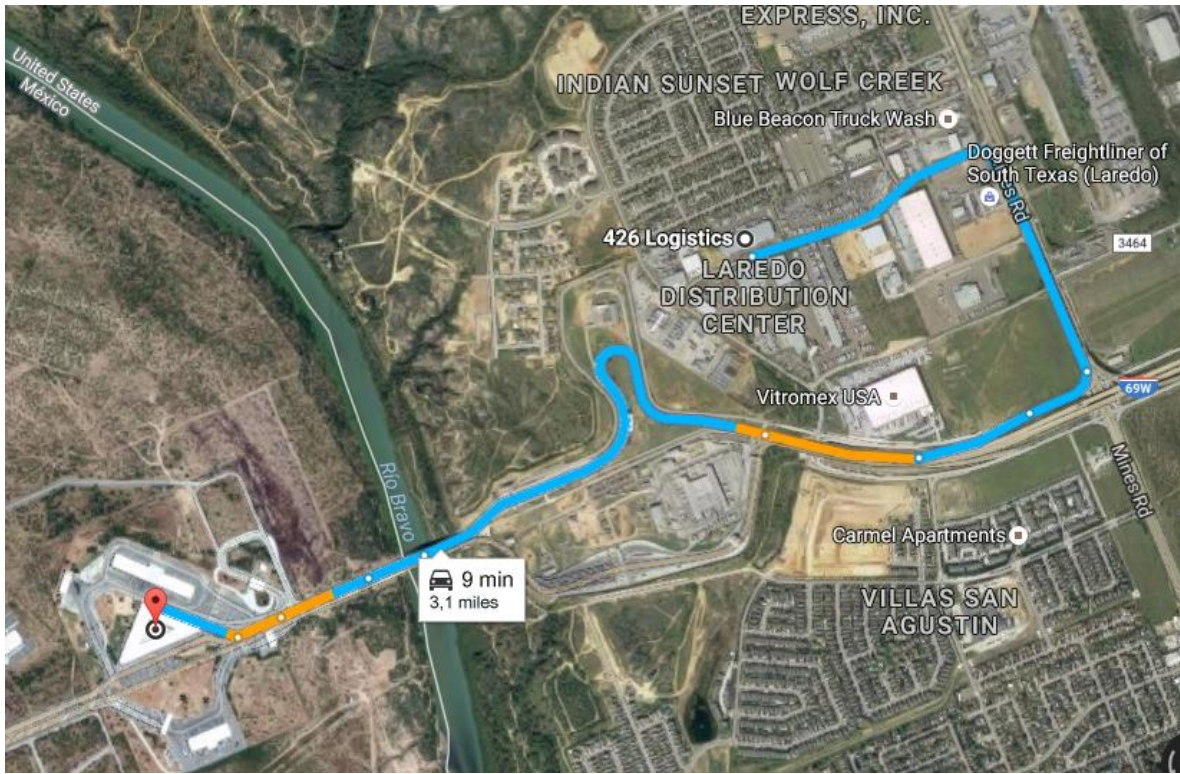 EXPRESS, INC.
United States
México
INDIAN SUNSET
WOLF CREEK
Blue Beacon Truck Wash
Doggett Freightliner of
South Texas (Laredo)
Mines Rd
426 Logistics
3464
LAREDO
DISTRIBUTION
CENTER
69W
Vitromex USA
Mines Rd
Río Bravo
Carmel Apartments
9 min
3,1 miles
VILLAS SAN
AGUSTIN